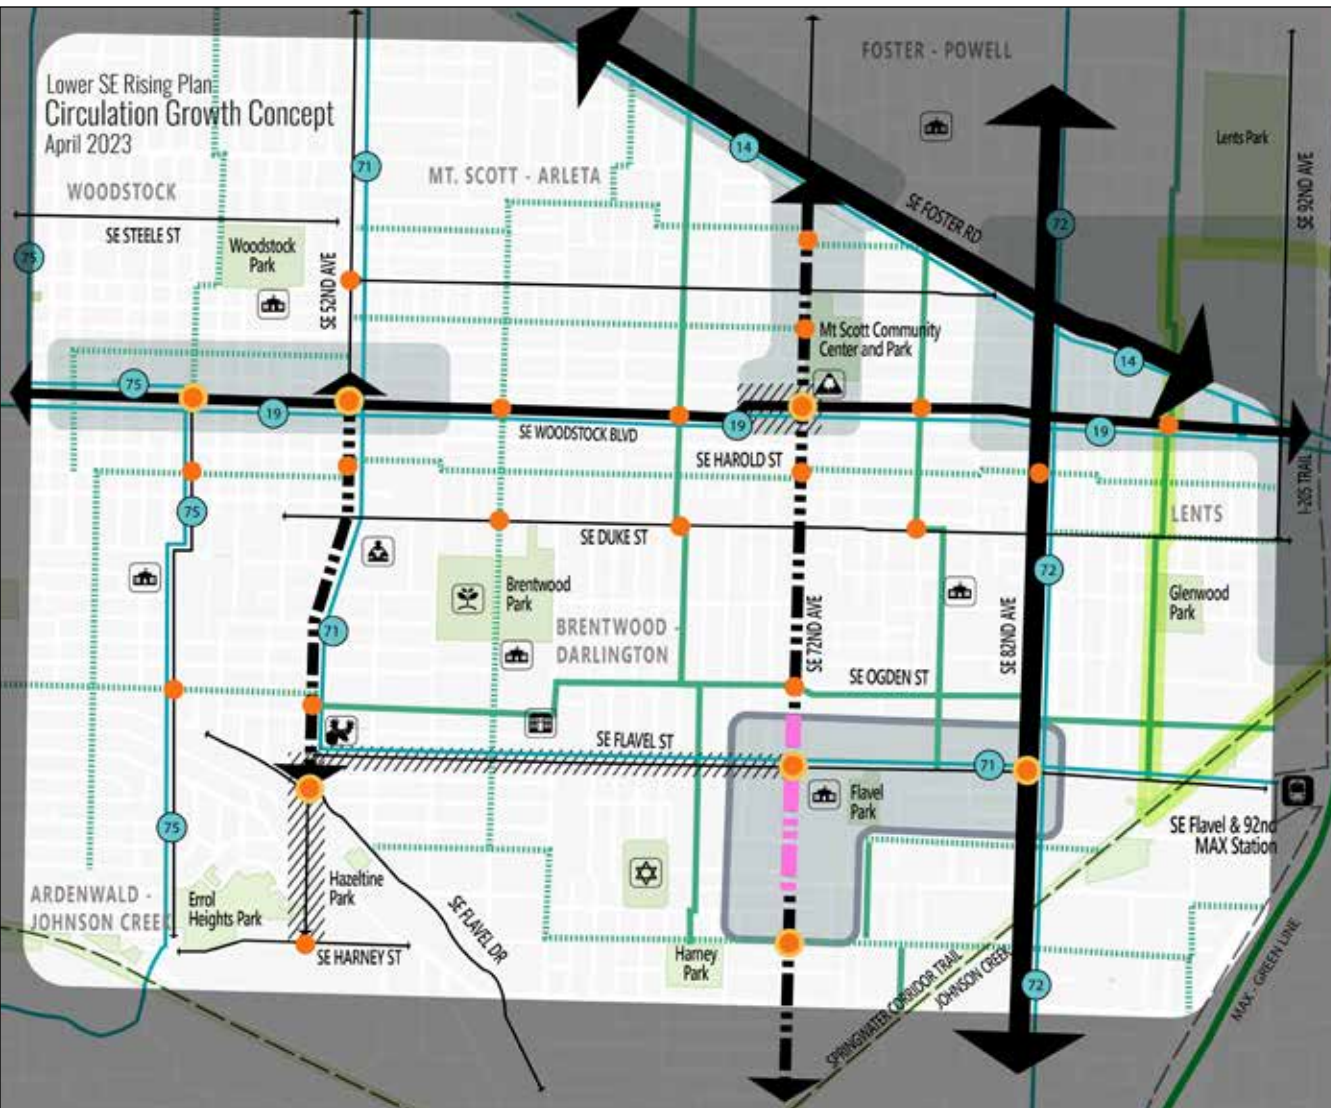 Lower SE Rising Plan
Circulation Growth Concept
April 2023
FOSTER - POWELL
WOODSTOCK
MT. SCOTT - ARLETA
SE STEELE ST
Woodstock
Park
SE 52ND AVE
71
75
14
SE FOSTER RD
72
Lents Park
SE 92ND AVE
Mt Scott Community
Center and Park
14
75
19
19
19
SE WOODSTOCK BLVD
SE HAROLD ST
75
SE DUKE ST
LENTS
I-205 TRAIL
Brentwood
Park
BRENTWOOD -
DARLINGTON
71
SE 72ND AVE
SE 82ND AVE
72
Glenwood
Park
SE OGDEN ST
SE FLAVEL ST
71
Flavel
Park
SE Flavel & 92nd
MAX Station
75
ARDENWALD -
JOHNSON CREEK
Errol
Heights Park
Hazeltine
Park
SE FLAVEL DR
SE HARNEY ST
Harney
Park
SPRINGWATER CORRIDOR TRAIL
JOHNSON CREEK
72
MAX - GREEN LINE